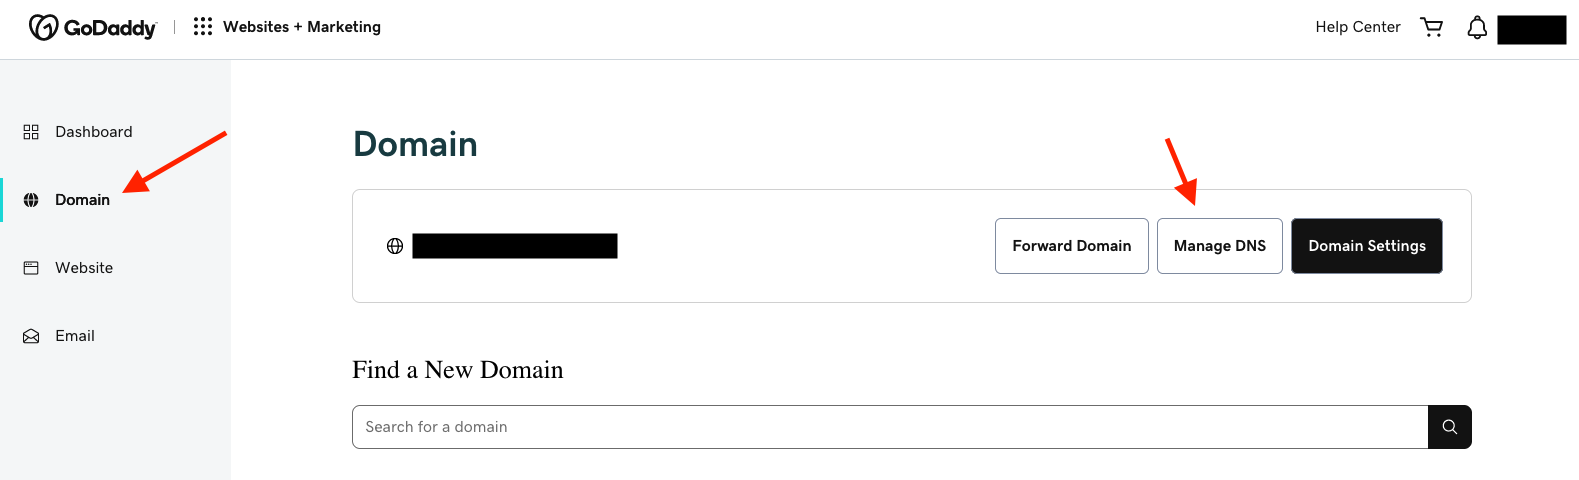 GoDaddy Websites + Marketing Help Center
Dashboard
Domain
Website
Email
Domain
Forward Domain Manage DNS Domain Settings
Find a New Domain
Search for a domain